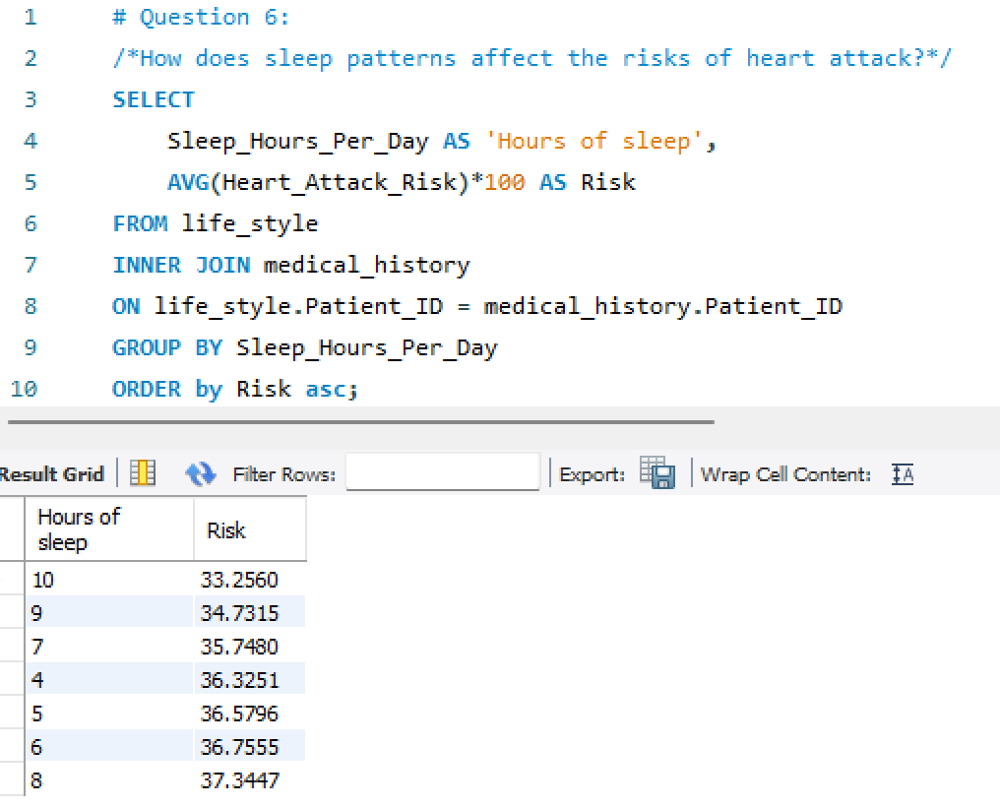 1 # Question 6:
2 /*How does sleep patterns affect the risks of heart attack?*/
3 SELECT
4 Sleep_Hours_Per_Day AS 'Hours of sleep',
5 AVG(Heart_Attack_Risk)*100 AS Risk
6 FROM life_style
7 INNER JOIN medical_history
8 ON life_style.Patient_ID = medical_history.Patient_ID
9 GROUP BY Sleep_Hours_Per_Day
10 ORDER by Risk asc;
Result Grid Filter Rows: Export: Wrap Cell Content: IA
Hours of
sleep Risk
10 33.2560
9 34.7315
7 35.7480
4 36.3251
5 36.5796
6 36.7555
8 37.3447